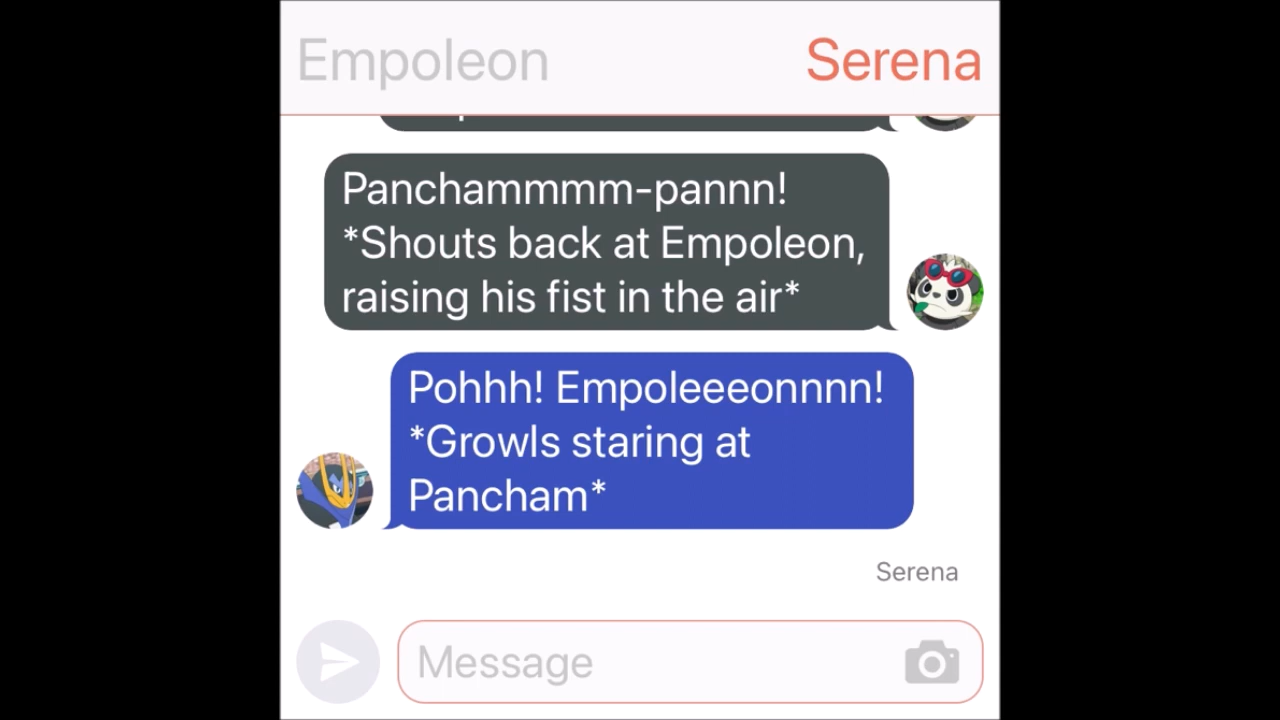 Empoleon Serena
Panchammmm-pannn!
*Shouts back at Empoleon,
raising his fist in the air*
Pohhh! Empoleeeonnnn!
*Growls staring at
Pancham*
Serena
Message